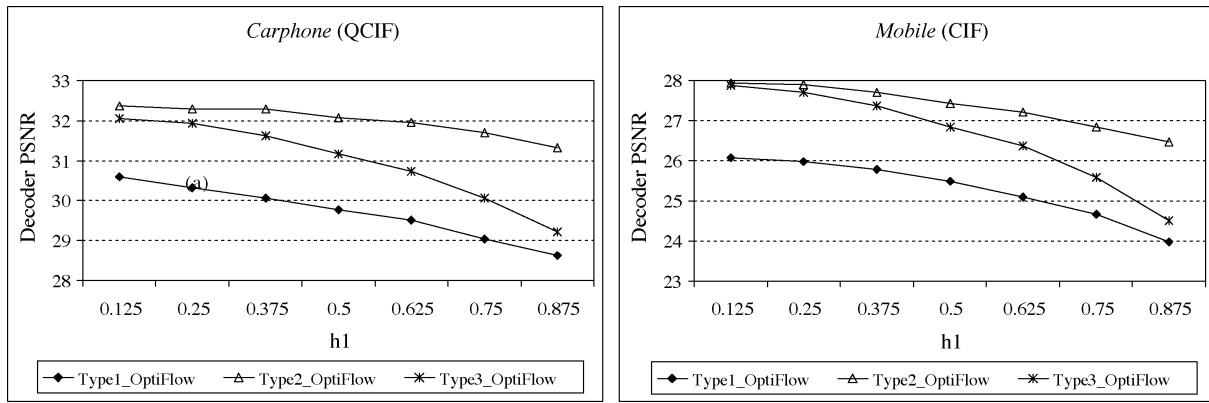 Carphone (QCIF)
33
32
31
30
29
28
Decoder PSNR
(a)
0.125 0.25 0.375 0.5 0.625 0.75 0.875
h1
Type1_OptiFlow Type2_OptiFlow Type3_OptiFlow
Mobile (CIF)
28
27
26
25
24
23
Decoder PSNR
0.125 0.25 0.375 0.5 0.625 0.75 0.875
h1
Type1_OptiFlow Type2_OptiFlow Type3_OptiFlow